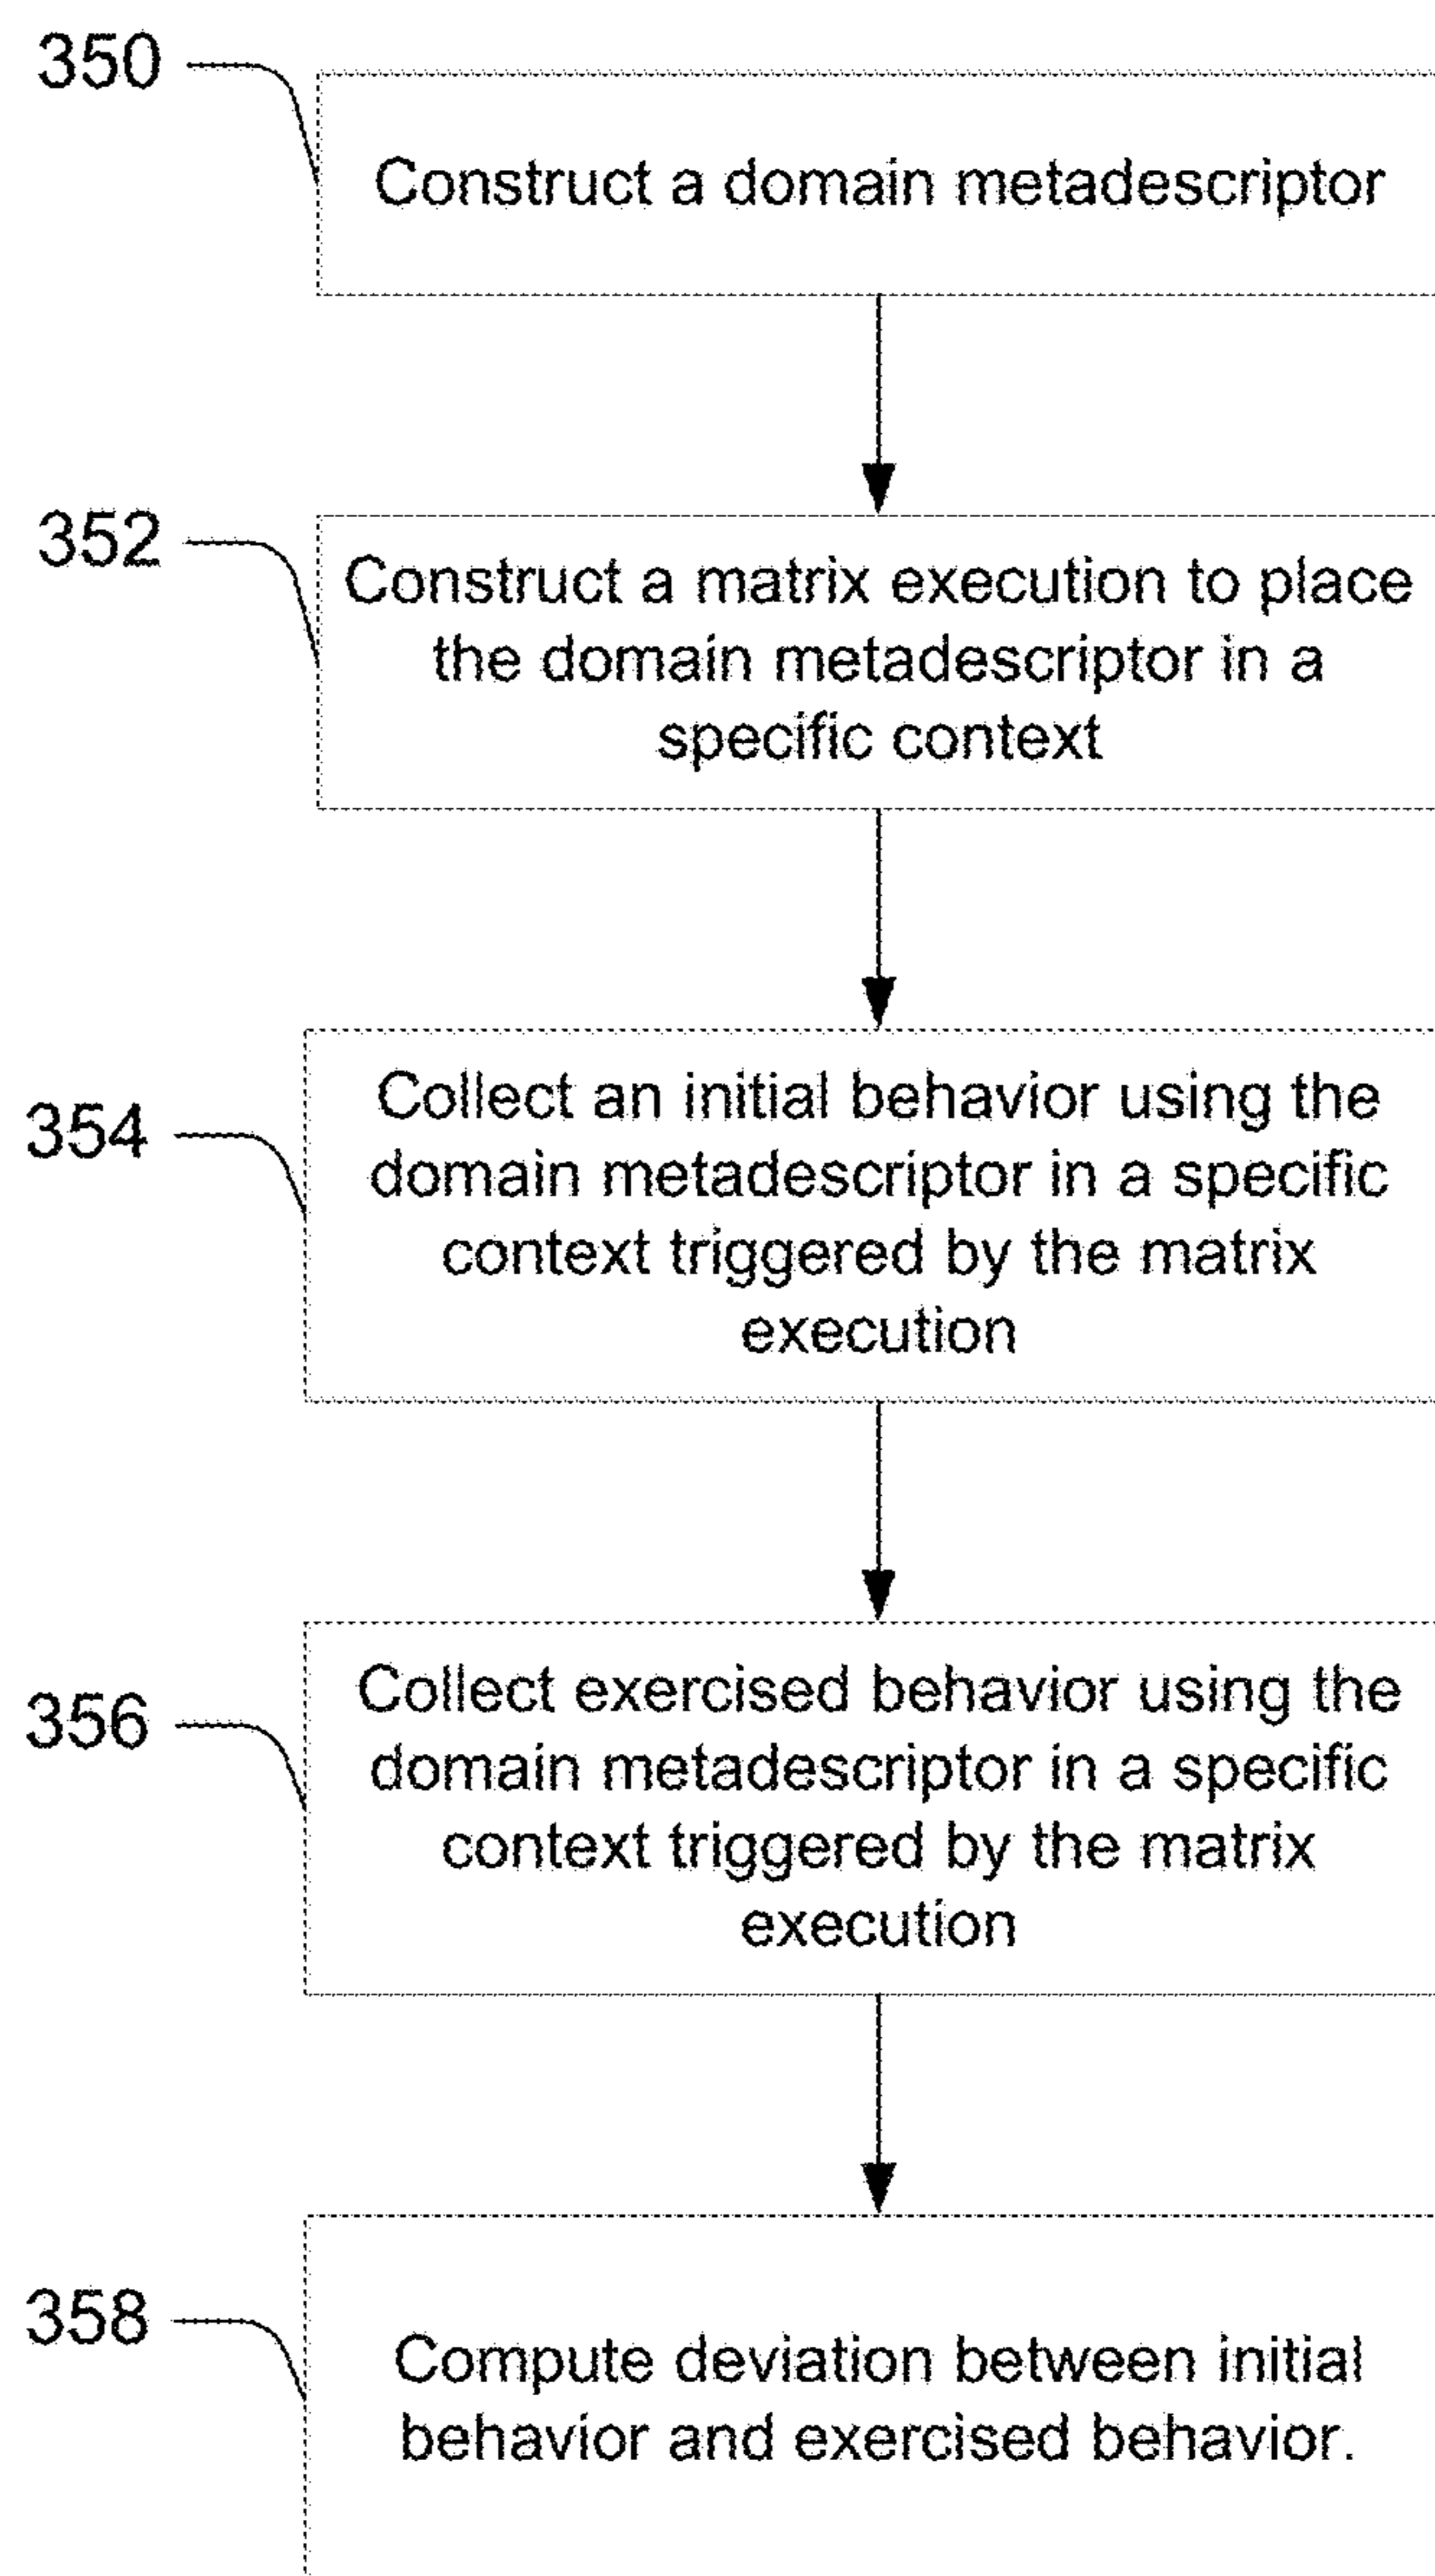 350
Construct a domain metadescriptor
352
Construct a matrix execution to place
the domain metadescriptor in a
specific context
354
Collect an initial behavior using the
domain metadescriptor in a specific
context triggered by the matrix
execution
356
Collect exercised behavior using the
domain metadescriptor in a specific
context triggered by the matrix
execution
358
Compute deviation between initial
behavior and exercised behavior.